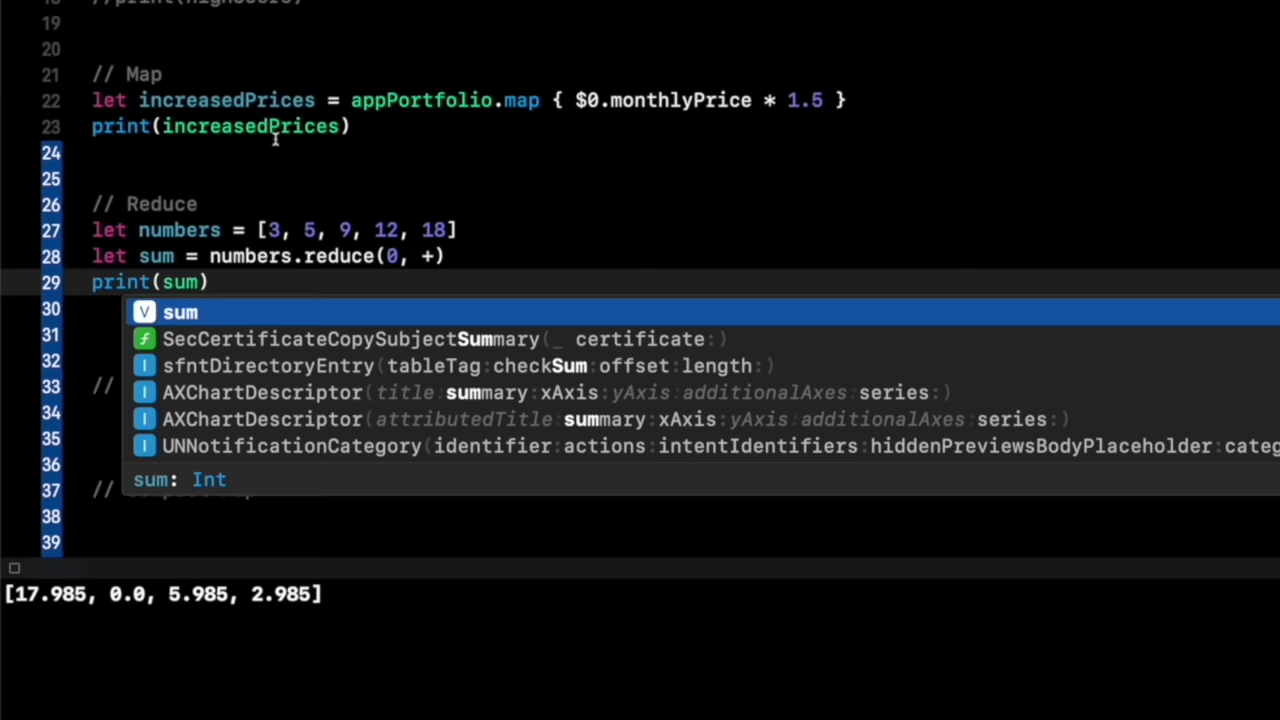 19
20
21 // Map
22 let increasedPrices = appPortfolio.map { $0.monthlyPrice * 1.5 }
23 print(increasedPrices)
24
25
26 // Reduce
27 let numbers = [3, 5, 9, 12, 18]
28 let sum = numbers.reduce(0, +)
29 print(sum)
30 V sum
31 f SecCertificateCopySubjectSummary(_ certificate:)
32 I sfntDirectoryEntry(tableTag:checkSum:offset:length:)
33 // I AXChartDescriptor(title:summary:xAxis:yAxis:additionalAxes:series:)
34 I AXChartDescriptor(attributedTitle:summary:xAxis:yAxis:additionalAxes:series:)
35 I UNNotificationCategory(identifier:actions:intentIdentifiers:hiddenPreviewsBodyPlaceholder:categ
36 sum: Int
37 //
38
39
[17.985, 0.0, 5.985, 2.985]